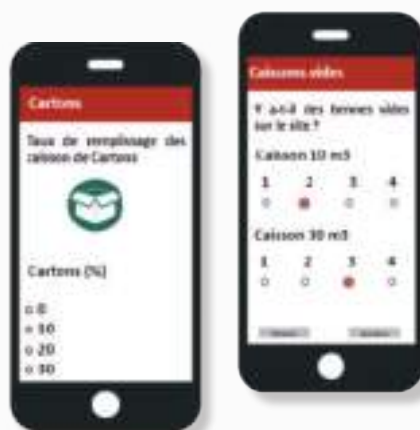 Cartons
Taux de remplissage des
caisson de Cartons
Cartons (%)
0
10
20
30
Caissons vides
Y a-t-il des bennes vides
sur le site ?
Caisson 10 m3
1 2 3 4
Caisson 30 m3
1 2 3 4